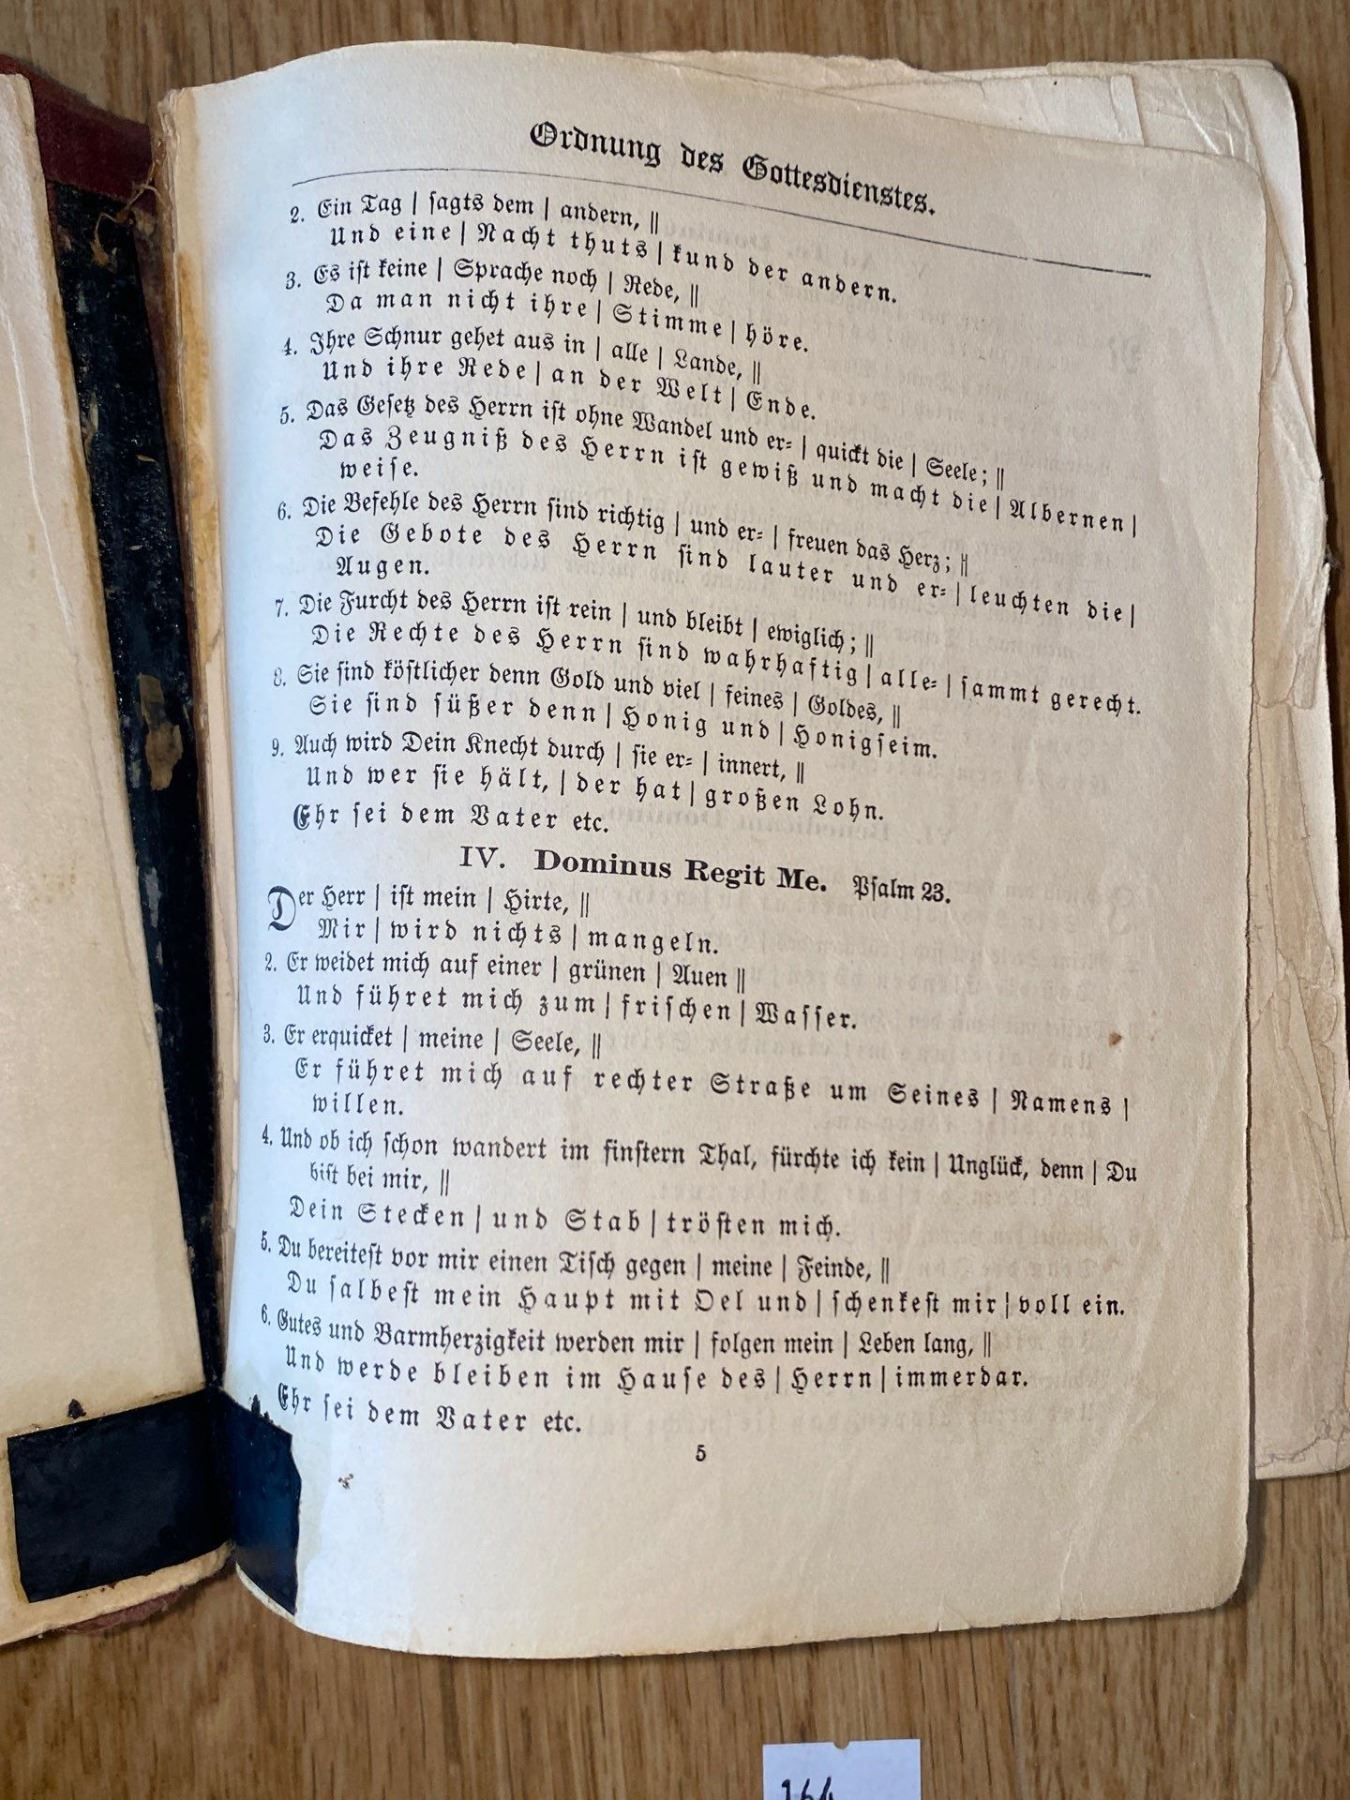 Ordnung des Gottesdienstes.
2. Ein Tag | sagts dem | andern, ‖
Und eine | Nacht thuts | kund der andern.
3. Es ist keine | Sprache noch | Rede, ‖
Da man nicht ihre | Stimme | höre.
4. Ihre Schnur gehet aus in | alle | Lande, ‖
Und ihre Rede | an der Welt | Ende.
5. Das Gesetz des Herrn ist ohne Wandel und er- | quickt die | Seele; ‖
Das Zeugniß des Herrn ist gewiß und macht die | Albernen |
weise.
6. Die Befehle des Herrn sind richtig | und er- | freuen das Herz; ‖
Die Gebote des Herrn sind lauter und er- | leuchten die |
Augen.
7. Die Furcht des Herrn ist rein | und bleibt | ewiglich; ‖
Die Rechte des Herrn sind wahrhaftig | alle- | sammt gerecht.
8. Sie sind köstlicher denn Gold und viel | feines | Goldes, ‖
Sie sind süßer denn | Honig und | Honigseim.
9. Auch wird Dein Knecht durch | sie er- | innert, ‖
Und wer sie hält, | der hat | großen Lohn.
Ehr sei dem Vater etc.
IV. Dominus Regit Me. Psalm 23.
Der Herr | ist mein | Hirte, ‖
Mir | wird nichts | mangeln.
2. Er weidet mich auf einer | grünen | Auen ‖
Und führet mich zum | frischen | Wasser.
3. Er erquicket | meine | Seele, ‖
Er führet mich auf rechter Straße um Seines | Namens |
willen.
4. Und ob ich schon wandert im finstern Thal, fürchte ich kein | Unglück, denn | Du
bist bei mir, ‖
Dein Stecken | und Stab | trösten mich.
5. Du bereitest vor mir einen Tisch gegen | meine | Feinde, ‖
Du salbest mein Haupt mit Oel und | schenkest mir | voll ein.
6. Gutes und Barmherzigkeit werden mir | folgen mein | Leben lang, ‖
Und werde bleiben im Hause des | Herrn | immerdar.
Ehr sei dem Vater etc.
5
164